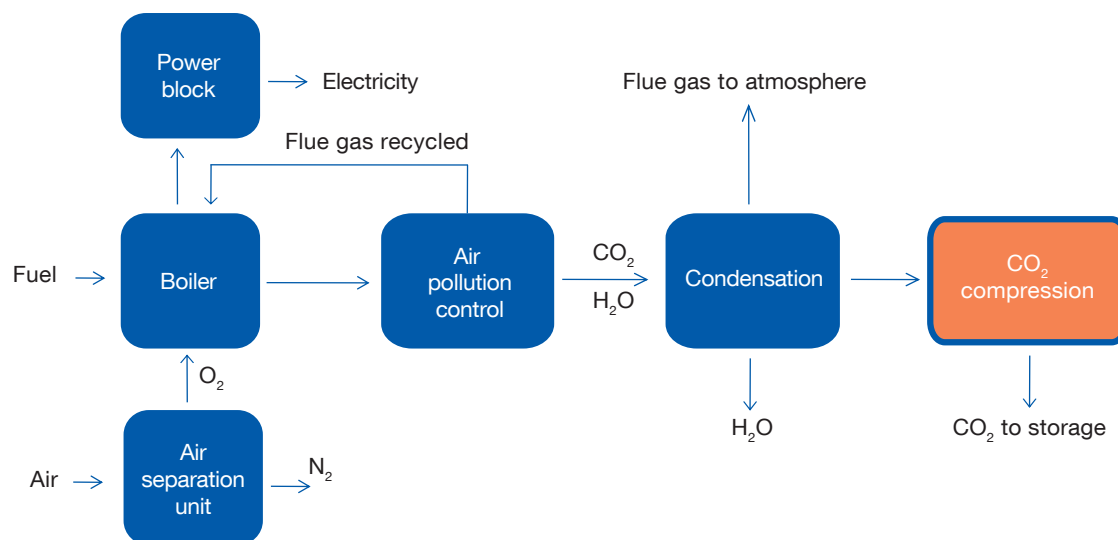 Power
block
Electricity
Flue gas to atmosphere
Flue gas recycled
Fuel
Boiler
Air
pollution
control
CO₂
H₂O
Condensation
CO₂
compression
O₂
H₂O
CO₂ to storage
Air
Air
separation
unit
N₂